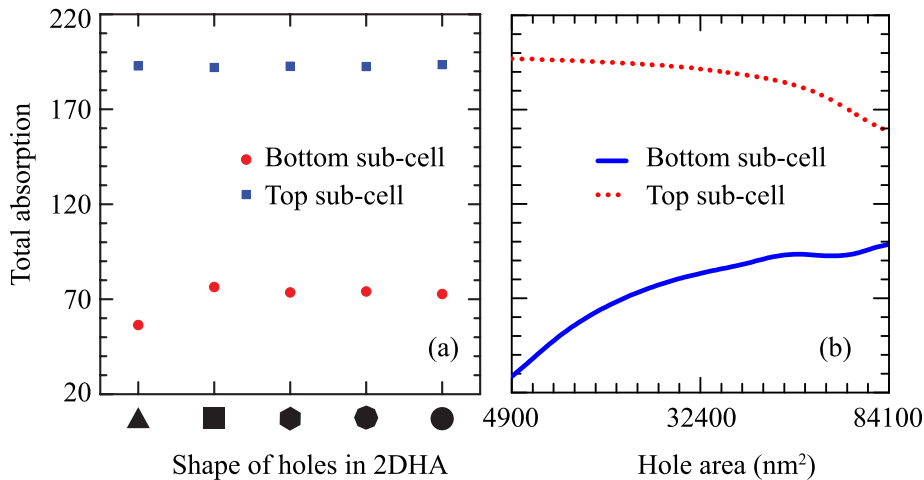 220
170
120
70
20
Total absorption
Bottom sub-cell
Top sub-cell
(a)
Shape of holes in 2DHA
Bottom sub-cell
Top sub-cell
(b)
4900
32400
84100
Hole area (nm²)